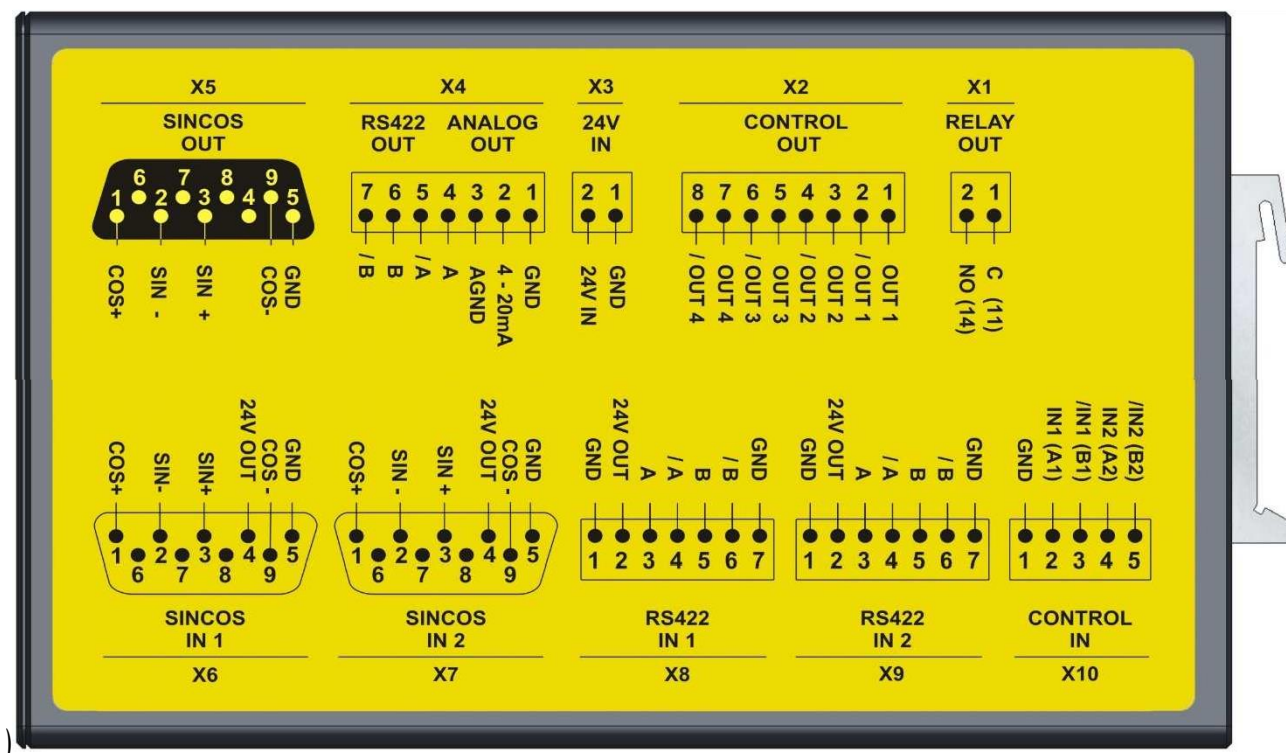 X5 X4 X3 X2 X1
SINCOS RS422 ANALOG 24V CONTROL RELAY
OUT OUT OUT IN OUT OUT
6 7 8 9
1 2 3 4 5
7 6 5 4 3 2 1
2 1
8 7 6 5 4 3 2 1
2 1
COS+
SIN -
SIN +
COS-
GND
/ B
B
/ A
A
AGND
4 - 20mA
GND
24V IN
GND
/ OUT 4
OUT 4
/ OUT 3
OUT 3
/ OUT 2
OUT 2
/ OUT 1
OUT 1
NO (14)
C (11)
COS+
SIN-
SIN+
24V OUT
COS -
GND
COS+
SIN -
SIN +
24V OUT
COS -
GND
GND
24V OUT
A
/ A
B
/ B
GND
GND
24V OUT
A
/ A
B
/ B
GND
GND
IN1 (A1)
/IN1 (B1)
IN2 (A2)
/IN2 (B2)
1 2 3 4 5
6 7 8 9
1 2 3 4 5
6 7 8 9
1 2 3 4 5 6 7
1 2 3 4 5 6 7
1 2 3 4 5
SINCOS SINCOS RS422 RS422 CONTROL
IN 1 IN 2 IN 1 IN 2 IN
X6 X7 X8 X9 X10
)